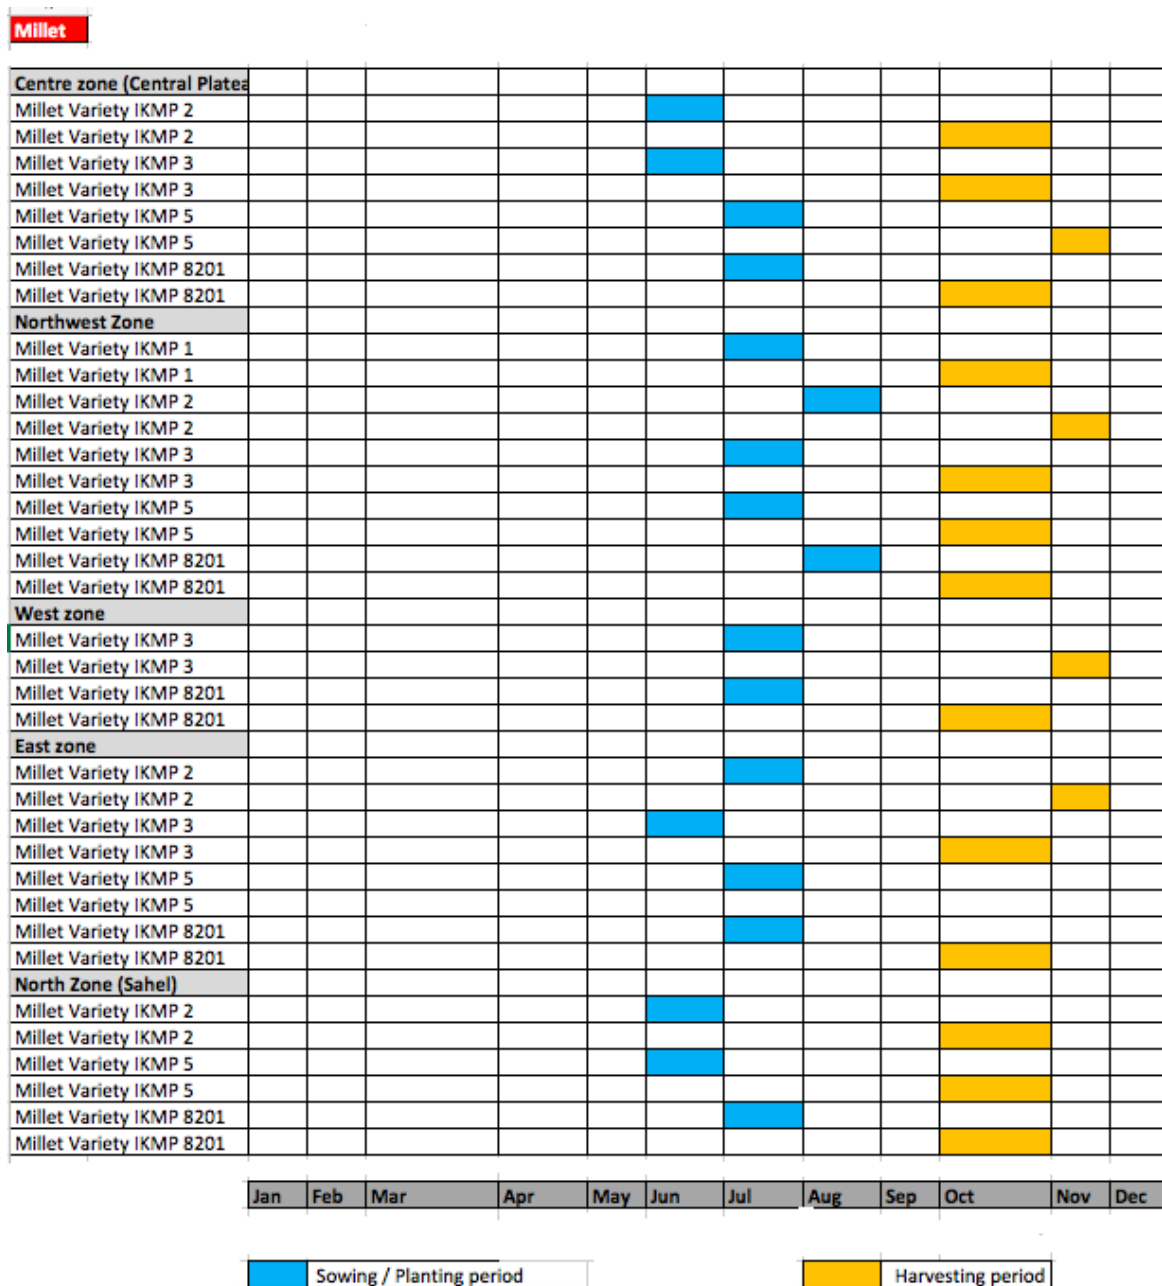 Millet
Centre zone (Central Platea
Millet Variety IKMP 2
Millet Variety IKMP 2
Millet Variety IKMP 3
Millet Variety IKMP 3
Millet Variety IKMP 5
Millet Variety IKMP 5
Millet Variety IKMP 8201
Millet Variety IKMP 8201
Northwest Zone
Millet Variety IKMP 1
Millet Variety IKMP 1
Millet Variety IKMP 2
Millet Variety IKMP 2
Millet Variety IKMP 3
Millet Variety IKMP 3
Millet Variety IKMP 5
Millet Variety IKMP 5
Millet Variety IKMP 8201
Millet Variety IKMP 8201
West zone
Millet Variety IKMP 3
Millet Variety IKMP 3
Millet Variety IKMP 8201
Millet Variety IKMP 8201
East zone
Millet Variety IKMP 2
Millet Variety IKMP 2
Millet Variety IKMP 3
Millet Variety IKMP 3
Millet Variety IKMP 5
Millet Variety IKMP 5
Millet Variety IKMP 8201
Millet Variety IKMP 8201
North Zone (Sahel)
Millet Variety IKMP 2
Millet Variety IKMP 2
Millet Variety IKMP 5
Millet Variety IKMP 5
Millet Variety IKMP 8201
Millet Variety IKMP 8201
Jan Feb Mar Apr May Jun Jul Aug Sep Oct Nov Dec
Sowing / Planting period Harvesting period